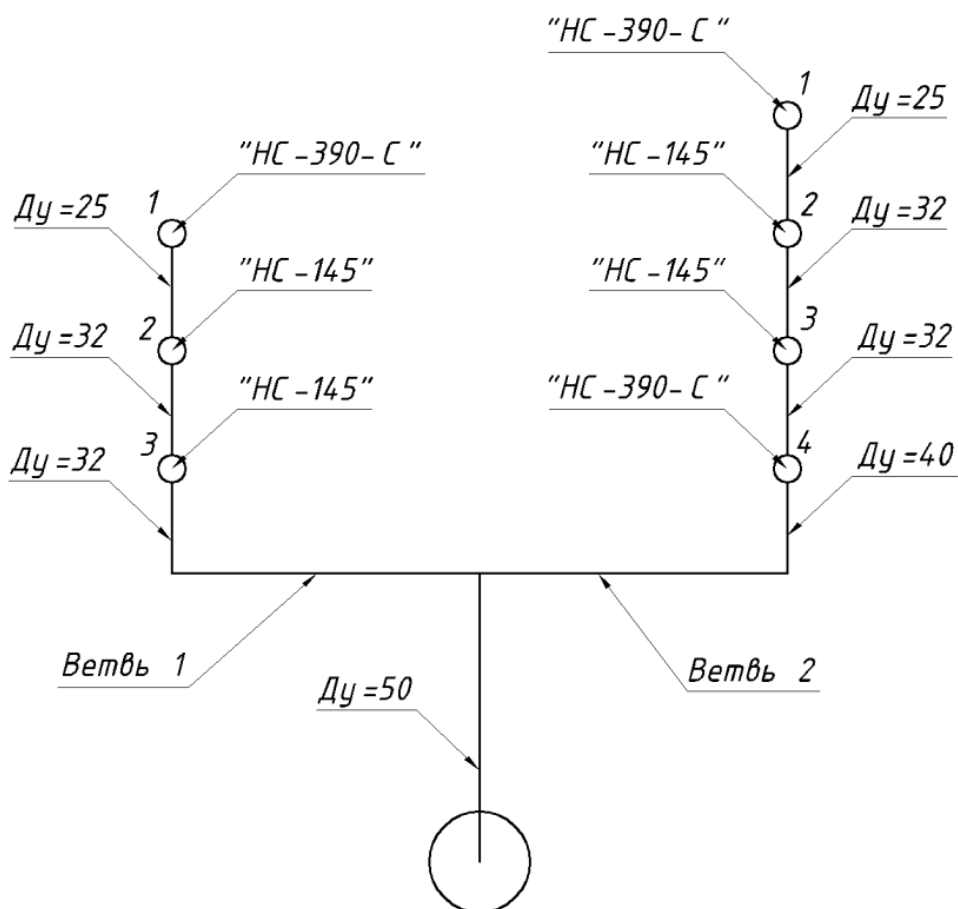 "НС-390-С"
1
Ду=25
"НС-390-С"
"НС-145"
1
2
Ду=25
Ду=32
"НС-145"
"НС-145"
2
3
Ду=32
Ду=32
"НС-145"
"НС-390-С"
3
4
Ду=32
Ду=40
Ветвь 1
Ветвь 2
Ду=50